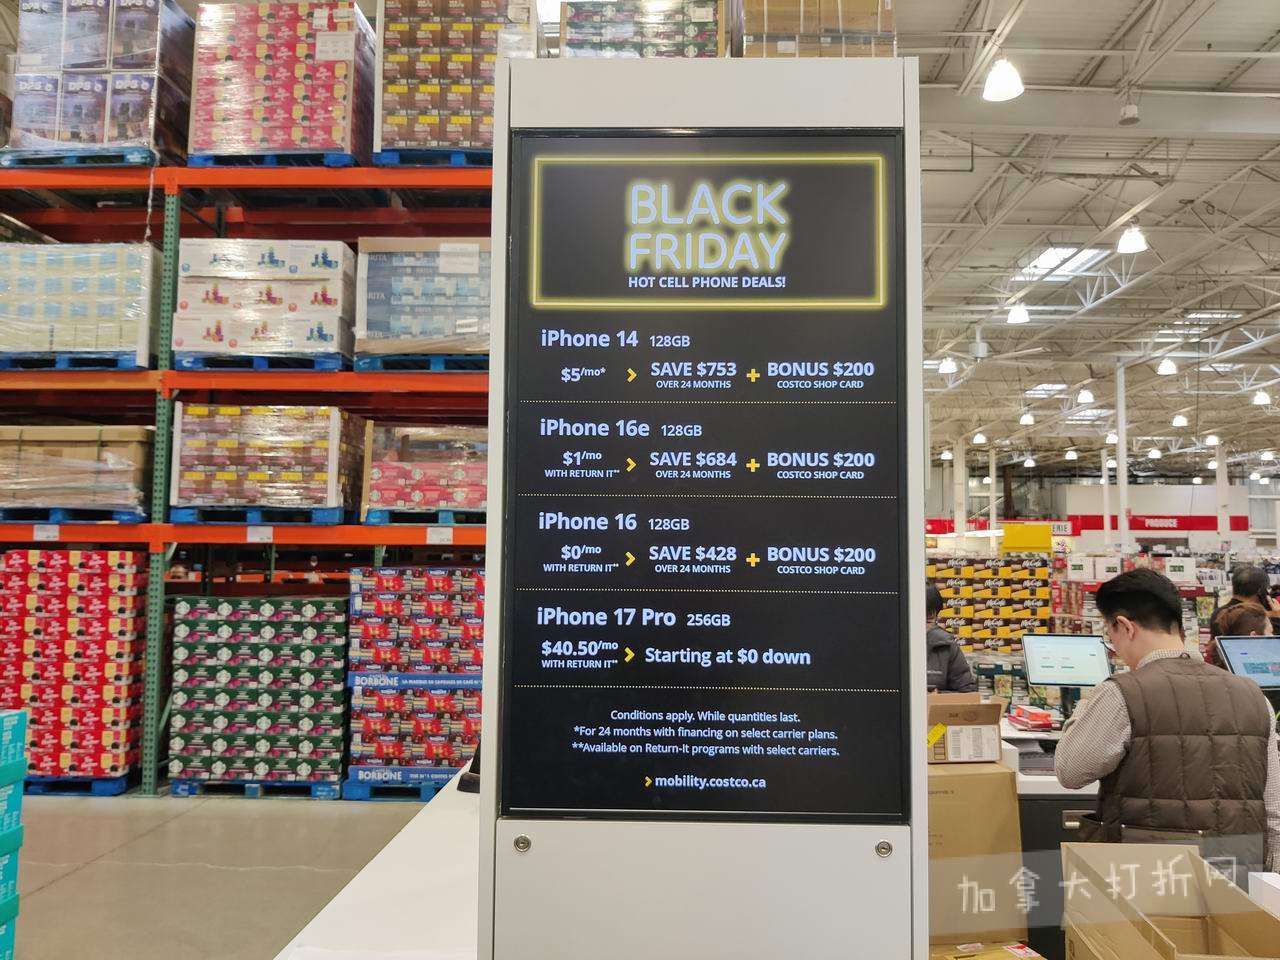 BLACK
FRIDAY
HOT CELL PHONE DEALS!
iPhone 14 128GB
$5/mo* > SAVE $753 + BONUS $200
OVER 24 MONTHS COSTCO SHOP CARD
iPhone 16e 128GB
$1/mo > SAVE $684 + BONUS $200
WITH RETURN IT** OVER 24 MONTHS COSTCO SHOP CARD
iPhone 16 128GB
$0/mo > SAVE $428 + BONUS $200
WITH RETURN IT** OVER 24 MONTHS COSTCO SHOP CARD
iPhone 17 Pro 256GB
$40.50/mo > Starting at $0 down
WITH RETURN IT**
Conditions apply. While quantities last.
*For 24 months with financing on select carrier plans.
**Available on Return-It programs with select carriers.
> mobility.costco.ca
PRODUCE
McCafé
BORBONE
BORBONE
加拿大打折网